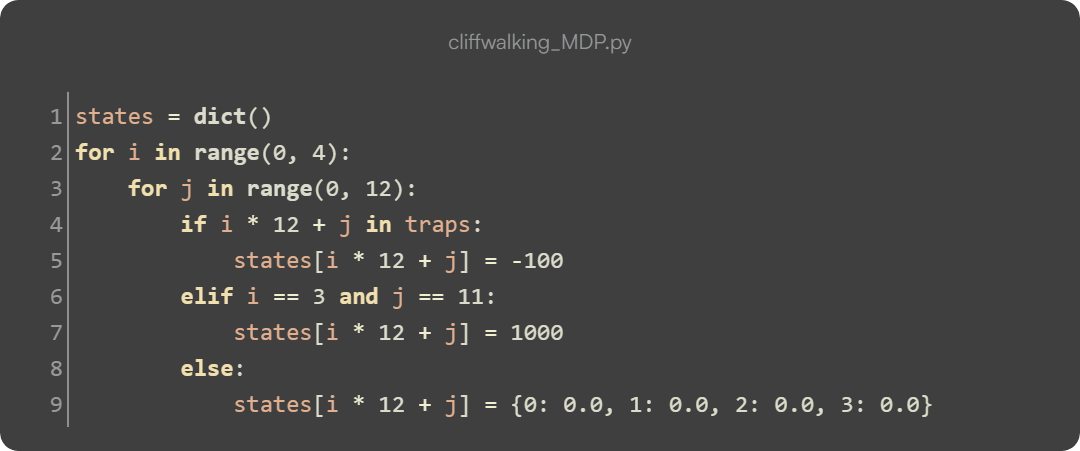 cliffwalking_MDP.py
1 states = dict()
2 for i in range(0, 4):
3     for j in range(0, 12):
4         if i * 12 + j in traps:
5             states[i * 12 + j] = -100
6         elif i == 3 and j == 11:
7             states[i * 12 + j] = 1000
8         else:
9             states[i * 12 + j] = {0: 0.0, 1: 0.0, 2: 0.0, 3: 0.0}